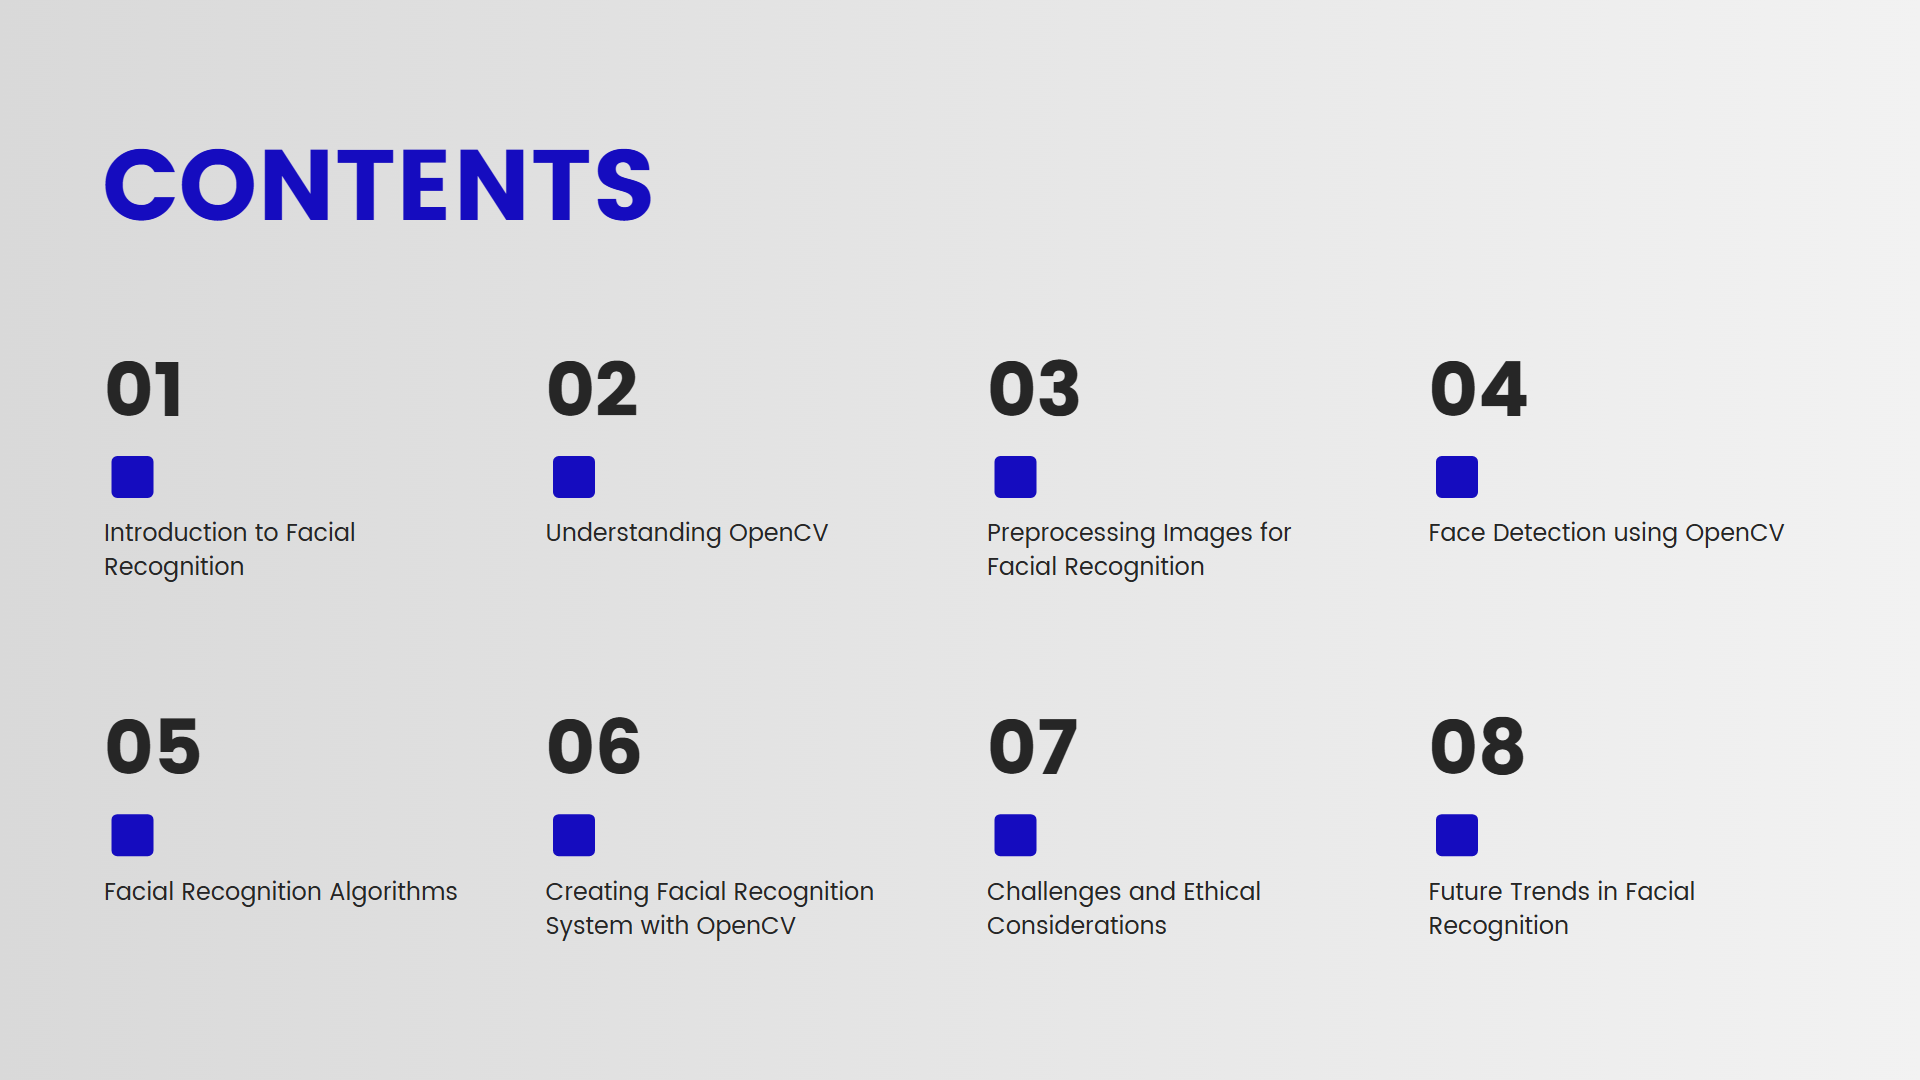 CONTENTS
01
Introduction to Facial
Recognition
02
Understanding OpenCV
03
Preprocessing Images for
Facial Recognition
04
Face Detection using OpenCV
05
Facial Recognition Algorithms
06
Creating Facial Recognition
System with OpenCV
07
Challenges and Ethical
Considerations
08
Future Trends in Facial
Recognition